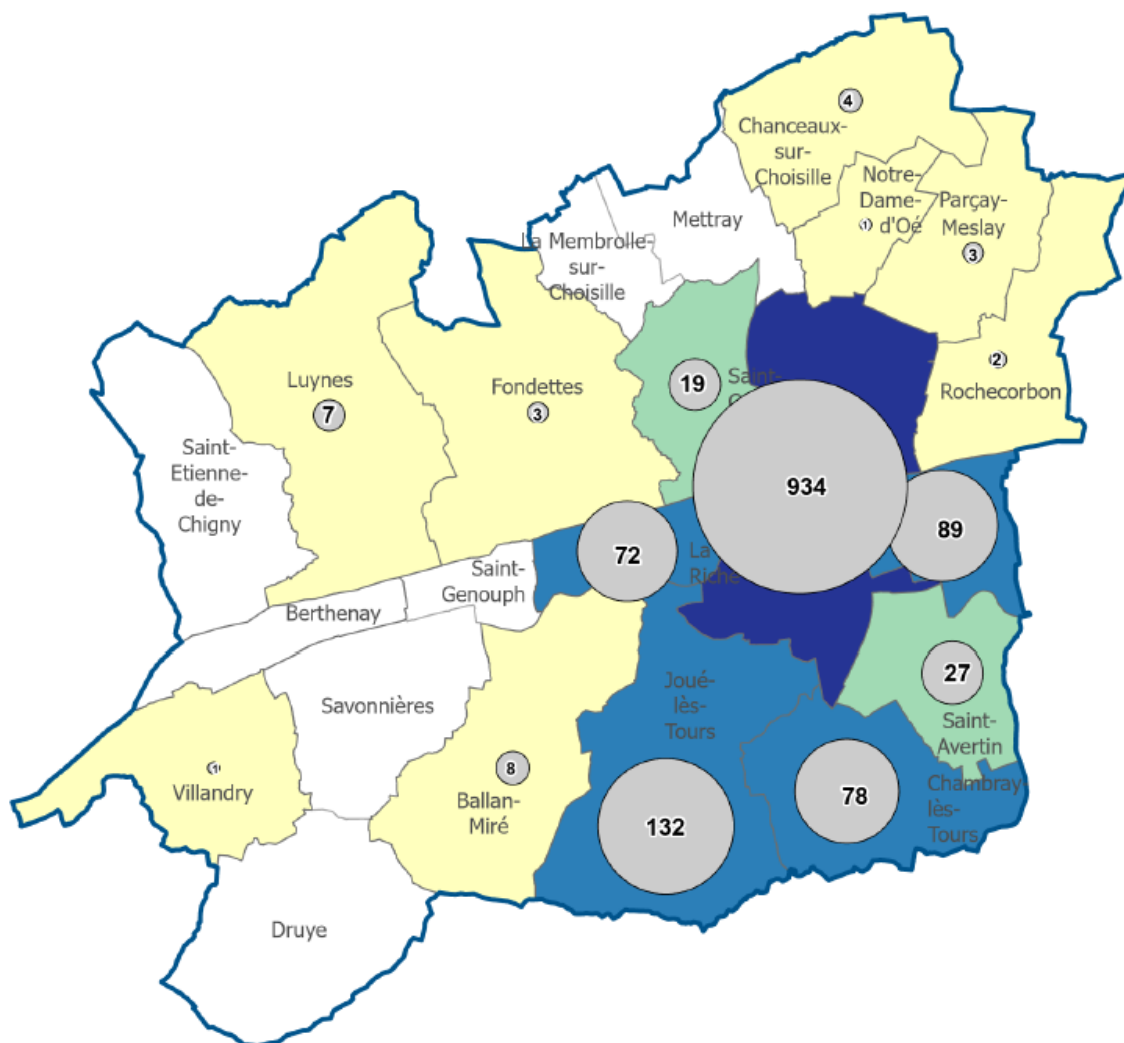 4
Chanceaux-
sur-
Choisille
Notre-
Dame-
d'Oé
1
Parçay-
Meslay
3
Mettray
La Membrolle-
sur-
Choisille
2
Rochecorbon
Luynes
7
Fondettes
3
19
Saint-
Saint-
Etienne-
de-
Chigny
934
89
72
La
Riche
Saint-
Genouph
Berthenay
27
Saint-
Avertin
Joué-
lès-
Tours
Savonnières
1
Villandry
8
Ballan-
Miré
132
78
Chambray
lès-
Tours
Druye